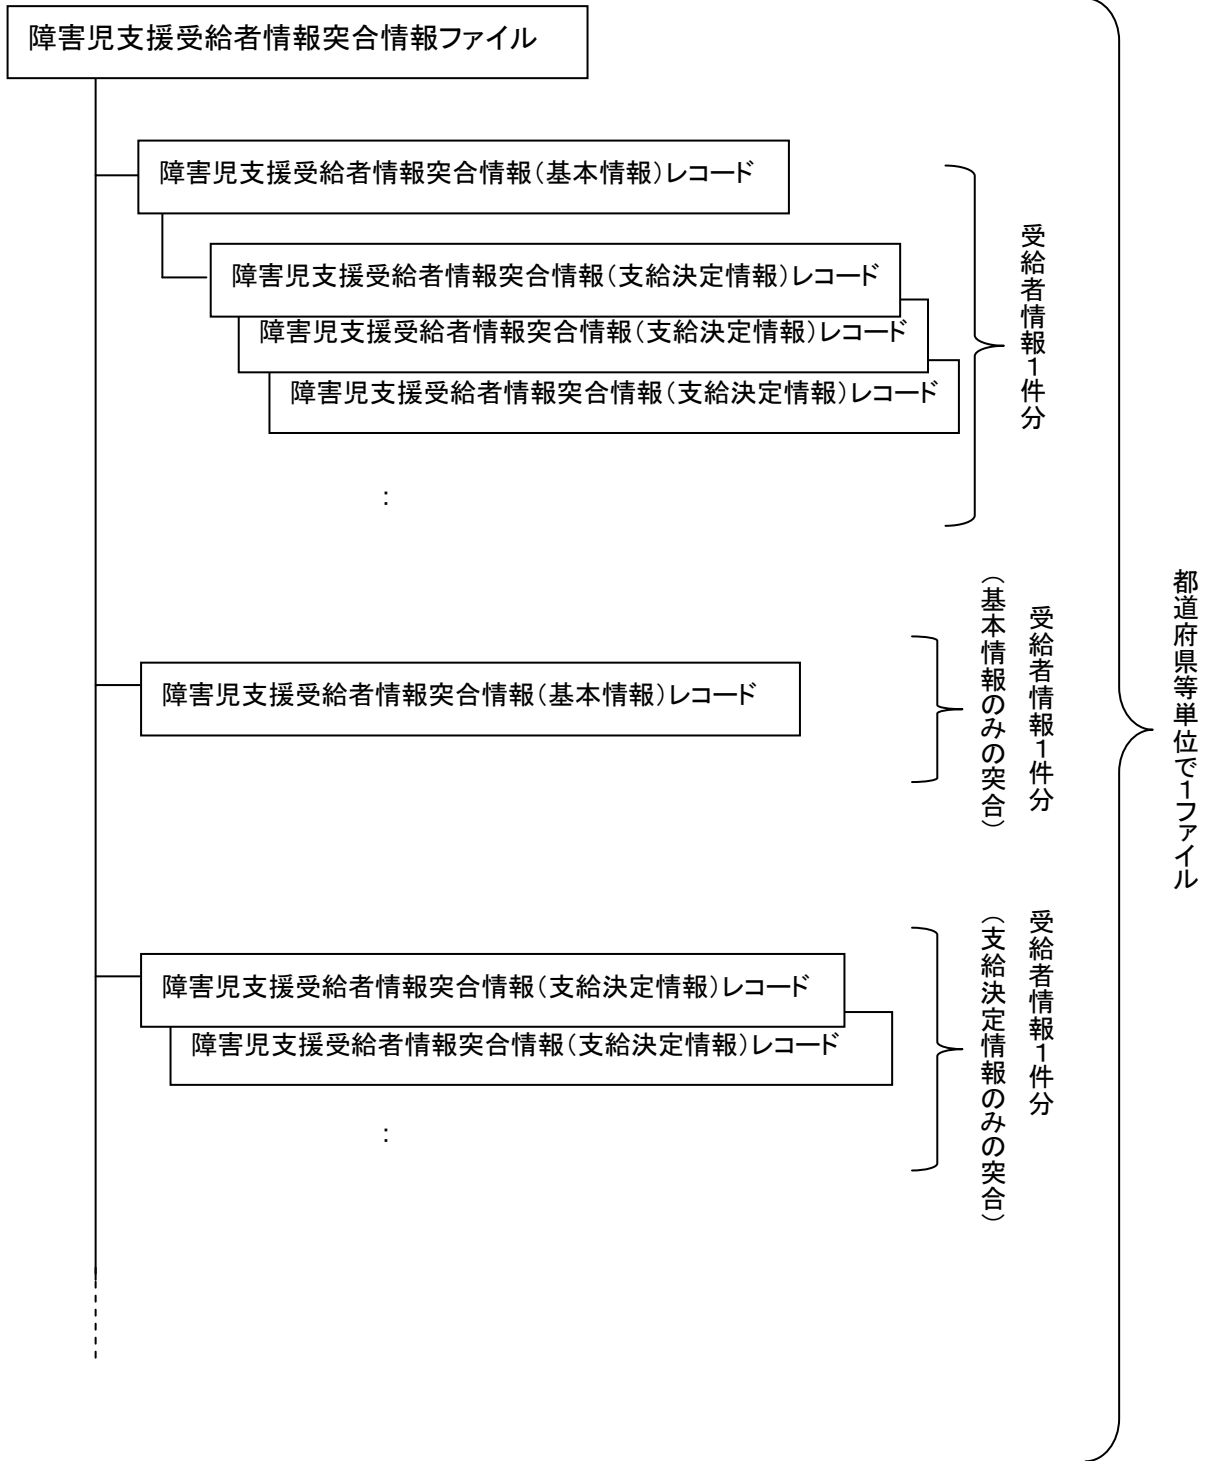 障害児支援受給者情報突合情報ファイル
障害児支援受給者情報突合情報（基本情報）レコード
障害児支援受給者情報突合情報（支給決定情報）レコード
障害児支援受給者情報突合情報（支給決定情報）レコード
障害児支援受給者情報突合情報（支給決定情報）レコード
：
受給者情報１件分
障害児支援受給者情報突合情報（基本情報）レコード
受給者情報１件分
（基本情報のみの突合）
障害児支援受給者情報突合情報（支給決定情報）レコード
障害児支援受給者情報突合情報（支給決定情報）レコード
：
受給者情報１件分
（支給決定情報のみの突合）
都道府県等単位で１ファイル